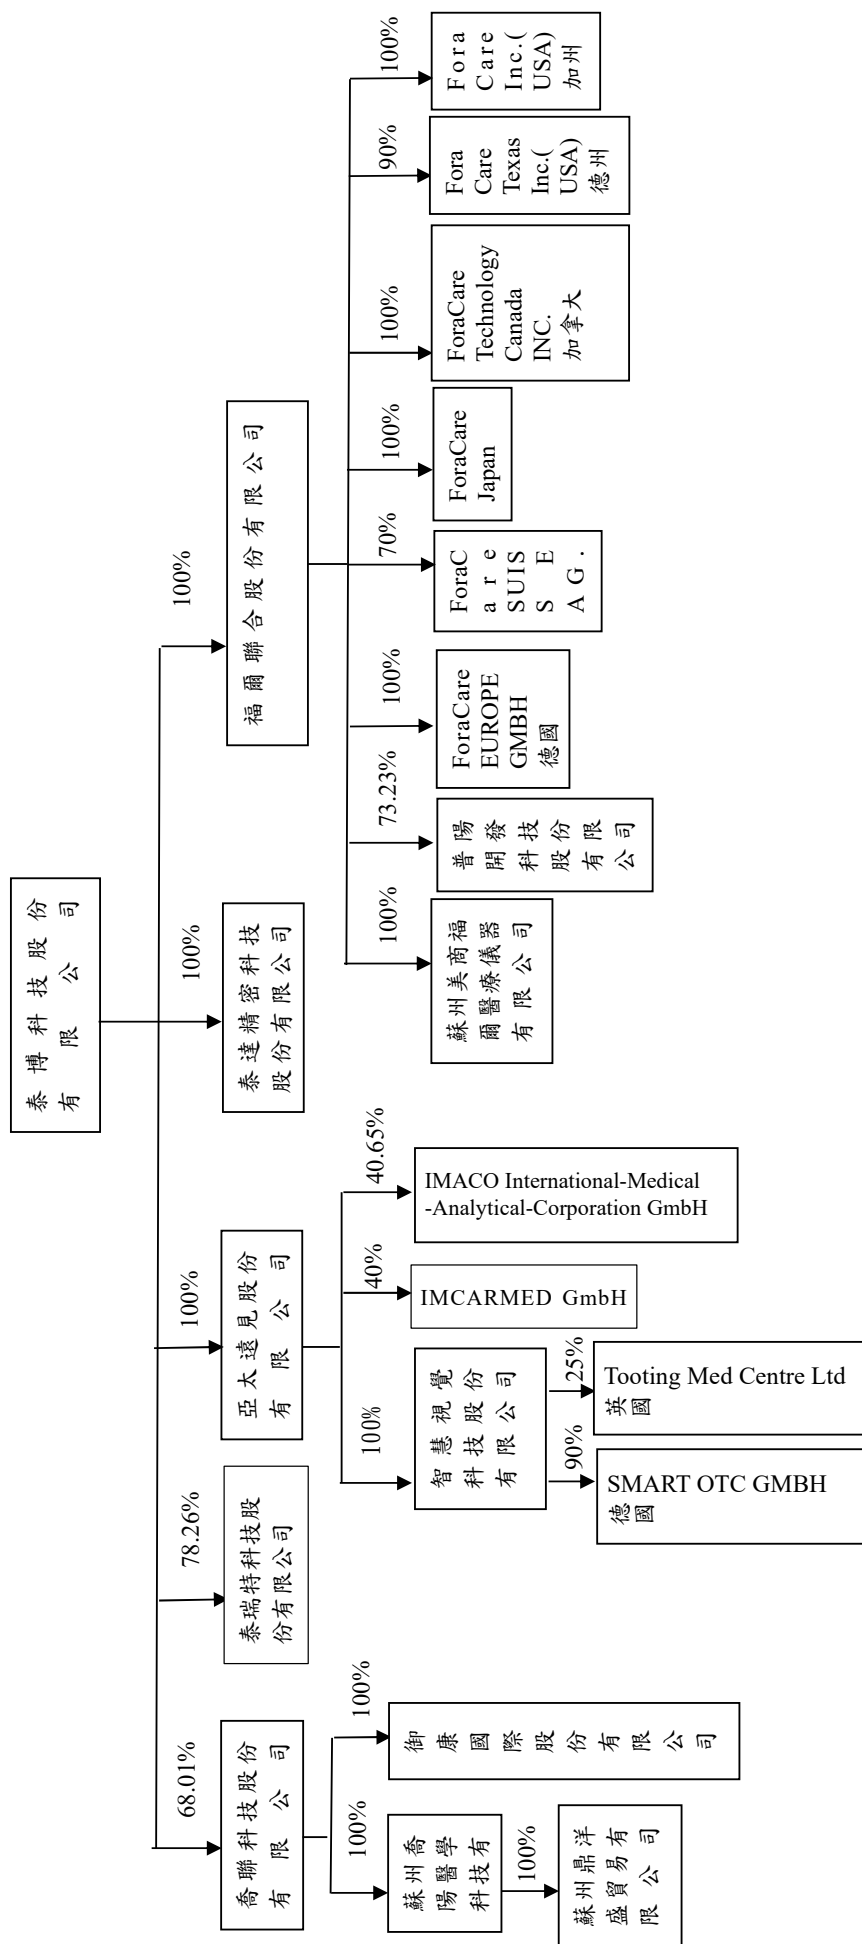 泰博科技股份
有限公司
68.01%
78.26%
100%
100%
100%
喬聯科技股份
有限公司
泰瑞特科技股
份有限公司
亞太遠見股份
有限公司
泰達精密科技
股份有限公司
福爾聯合股份有限公司
100%
100%
蘇州喬
陽醫學
科技有
御康國際股份有限公司
100%
蘇州鼎洋
盛貿易有
限公司
100%
40%
40.65%
智慧視覺
科技股份
有限公司
IMCARMED GmbH
IMACO International-Medical
-Analytical-Corporation GmbH
90%
25%
SMART OTC GMBH
德國
Tooting Med Centre Ltd
英國
100%
73.23%
100%
70%
100%
100%
90%
100%
蘇州美商福
爾醫療儀器
有限公司
普陽
開發
科技
股份
有限
公司
ForaCare
EUROPE
GMBH
德國
ForaC
are
SUIS
SE
AG.
ForaCare
Japan
ForaCare
Technology
Canada
INC.
加拿大
Fora
Care
Texas
Inc.(
USA)
德州
Fora
Care
Inc.(
USA)
加州